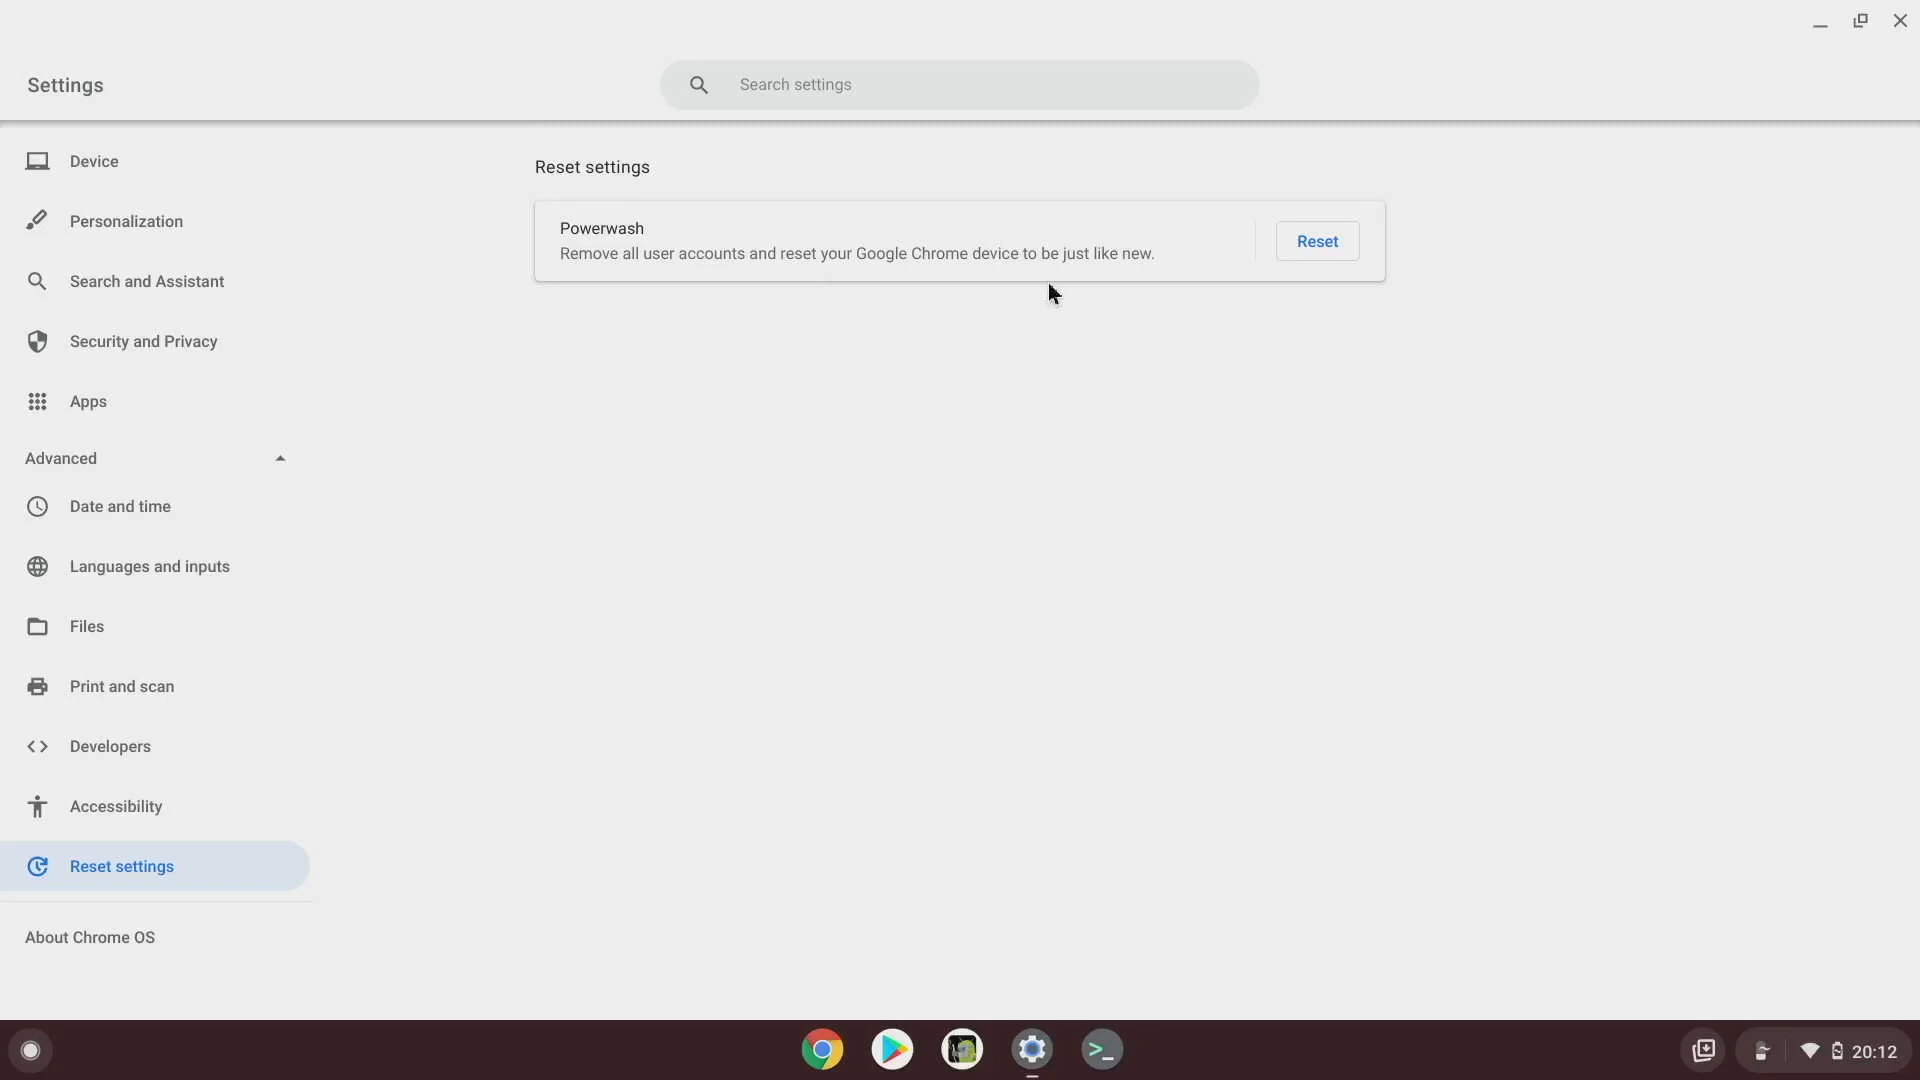 Settings
Search settings
Device
Personalization
Search and Assistant
Security and Privacy
Apps
Advanced
Date and time
Languages and inputs
Files
Print and scan
Developers
Accessibility
Reset settings
About Chrome OS
Reset settings
Powerwash
Remove all user accounts and reset your Google Chrome device to be just like new.
Reset
20:12